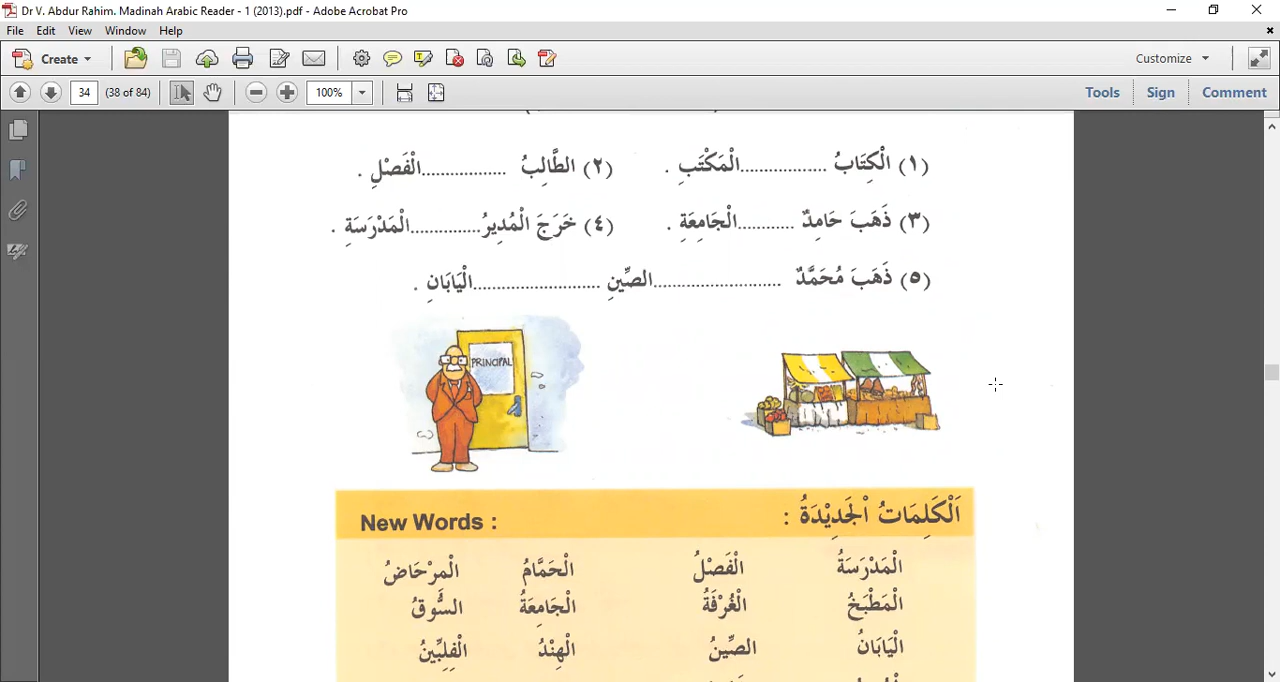 Dr V. Abdur Rahim. Madinah Arabic Reader - 1 (2013).pdf - Adobe Acrobat Pro
File Edit View Window Help
Create Customize
34 (38 of 84) 100% Tools Sign Comment
(١) الْكِتَابُ .................الْمَكْتَبِ . (٢) الطَّالِبُ ................الْفَصْلِ .
(٣) ذَهَبَ حَامِدٌ ...........الْجَامِعَةِ . (٤) خَرَجَ الْمُدِيرُ.............الْمَدْرَسَةِ .
(٥) ذَهَبَ مُحَمَّدٌ .........................الصِّينِ .........................الْيَابَانِ .
PRINCIPAL
اَلْكَلِمَاتُ الْجَدِيْدَةُ : New Words :
الْمَدْرَسَةُ الْفَصْلُ الْحَمَّامُ الْمِرْحَاضُ
الْمَطْبَخُ الْغُرْفَةُ الْجَامِعَةُ السُّوقُ
الْيَابَانُ الصِّينُ الْهِنْدُ الْفِلِبِّينُ